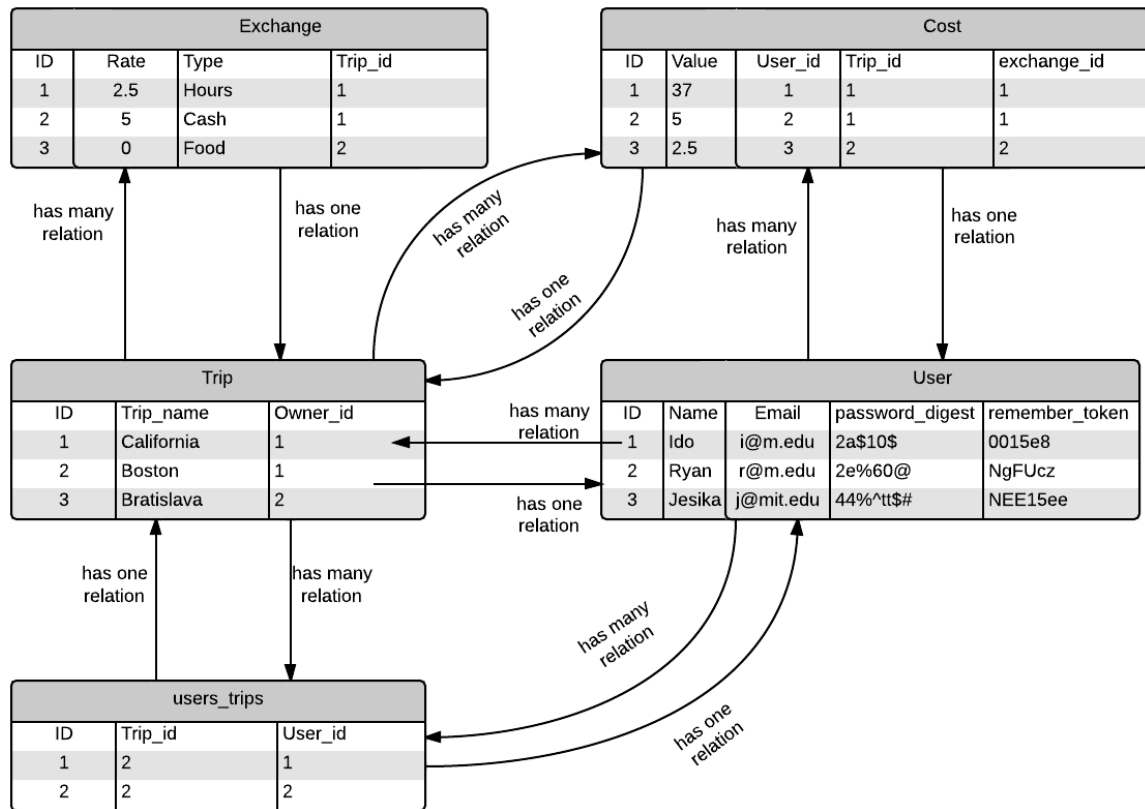 Exchange
ID Rate Type Trip_id
1 2.5 Hours 1
2 5 Cash 1
3 0 Food 2
Cost
ID Value User_id Trip_id exchange_id
1 37 1 1 1
2 5 2 1 1
3 2.5 3 2 2
has many
relation
has one
relation
has many
relation
has one
relation
has many
relation
has one
relation
Trip
ID Trip_name Owner_id
1 California 1
2 Boston 1
3 Bratislava 2
has many
relation
has one
relation
User
ID Name Email password_digest remember_token
1 Ido i@m.edu 2a$10$ 0015e8
2 Ryan r@m.edu 2e%60@ NgFUcz
3 Jesika j@mit.edu 44%^tt$# NEE15ee
has one
relation
has many
relation
has many
relation
has one
relation
users_trips
ID Trip_id User_id
1 2 1
2 2 2